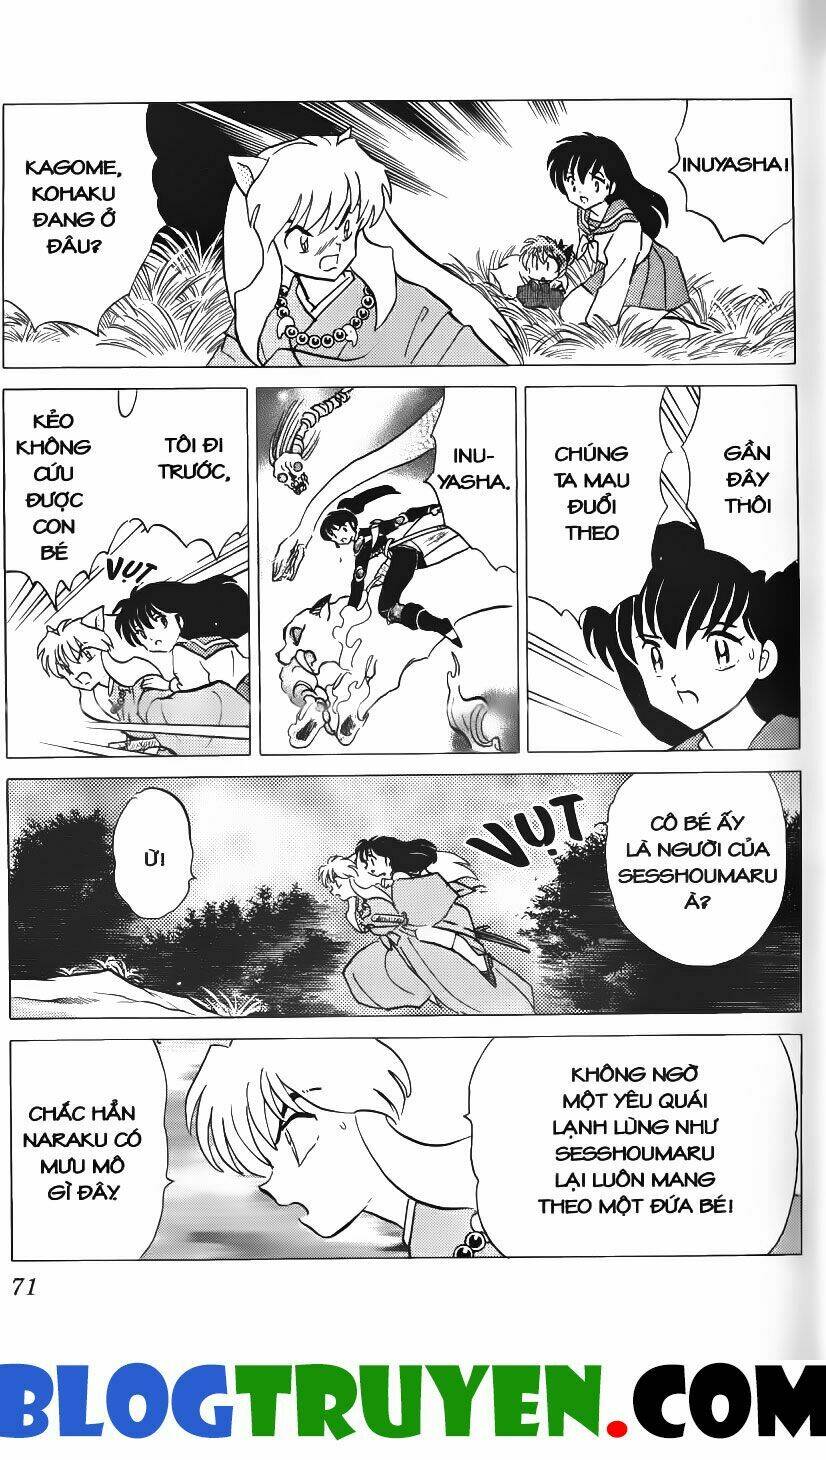 INUYASHA!
KAGOME,
KOHAKU
ĐANG Ở
ĐÂU?
GẦN
ĐÂY
THÔI
CHÚNG
TA MAU
ĐUỔI
THEO
INU-
YASHA.
TÔI ĐI
TRƯỚC,
KẺO
KHÔNG
CỨU
ĐƯỢC
CON
BÉ
VỤT
CÔ BÉ ẤY
LÀ NGƯỜI CỦA
SESSHOUMARU
À?
VỤT
Ừ!
KHÔNG NGỜ
MỘT YÊU QUÁI
LẠNH LÙNG NHƯ
SESSHOUMARU
LẠI LUÔN MANG
THEO MỘT ĐỨA BÉ!
CHẮC HẲN
NARAKU CÓ
MƯU MÔ
GÌ ĐÂY.
71
BLOGTRUYEN.COM